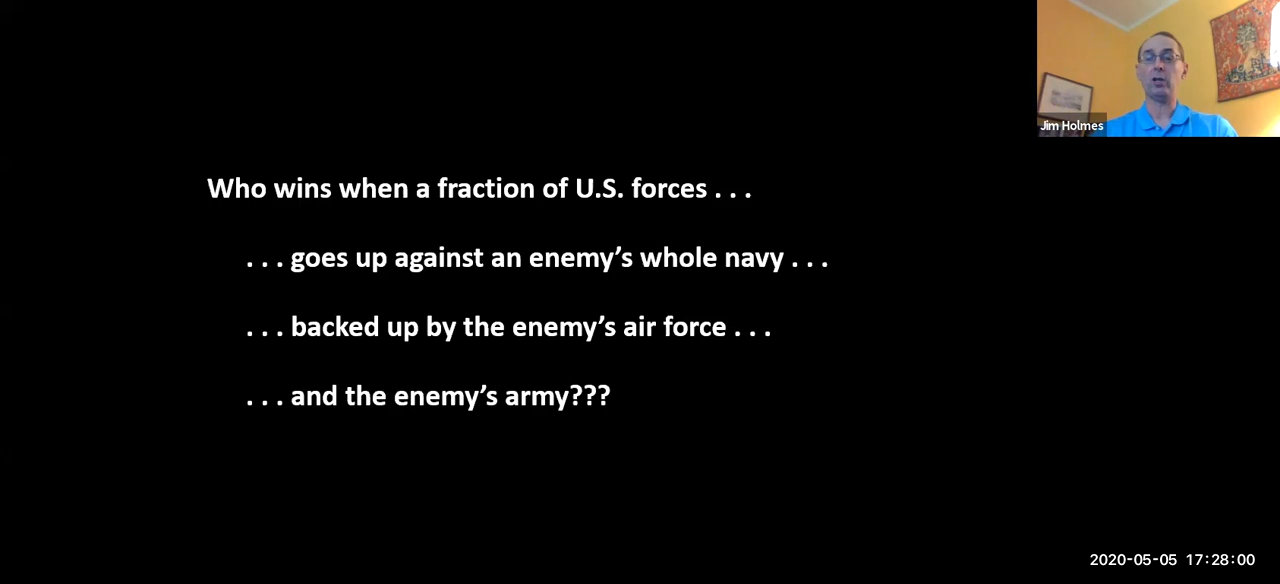 Jim Holmes
Who wins when a fraction of U.S. forces . . .
. . . goes up against an enemy’s whole navy . . .
. . . backed up by the enemy’s air force . . .
. . . and the enemy’s army???
2020-05-05 17:28:00